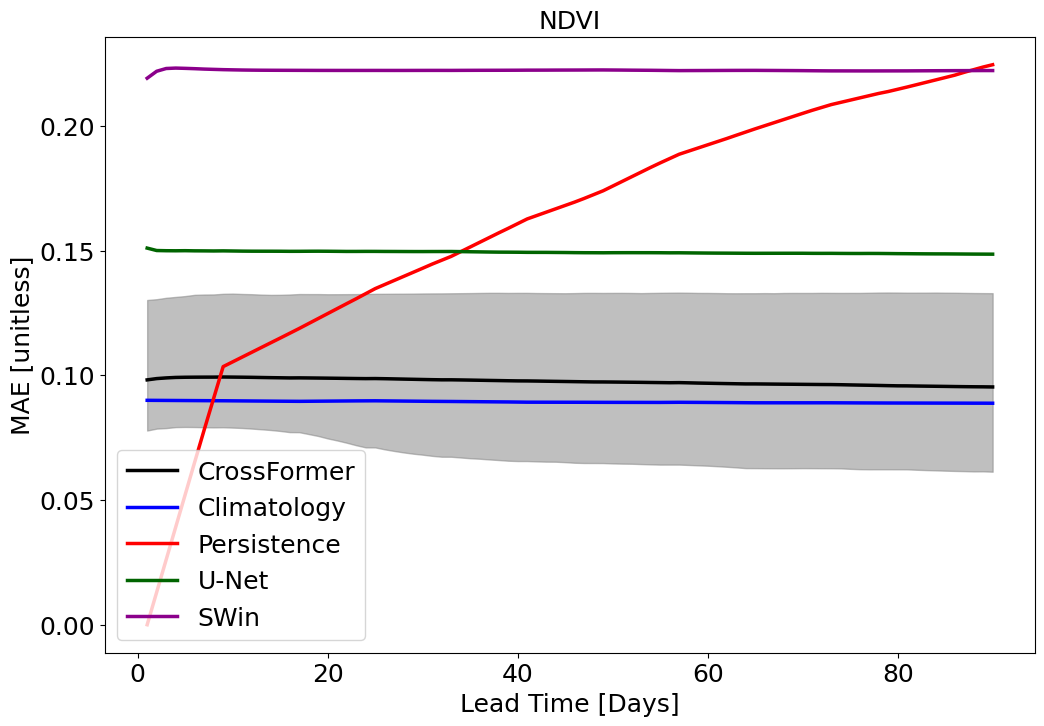 NDVI
MAE [unitless]
0.20
0.15
0.10
0.05
0.00
CrossFormer
Climatology
Persistence
U-Net
SWin
0
20
40
60
80
Lead Time [Days]